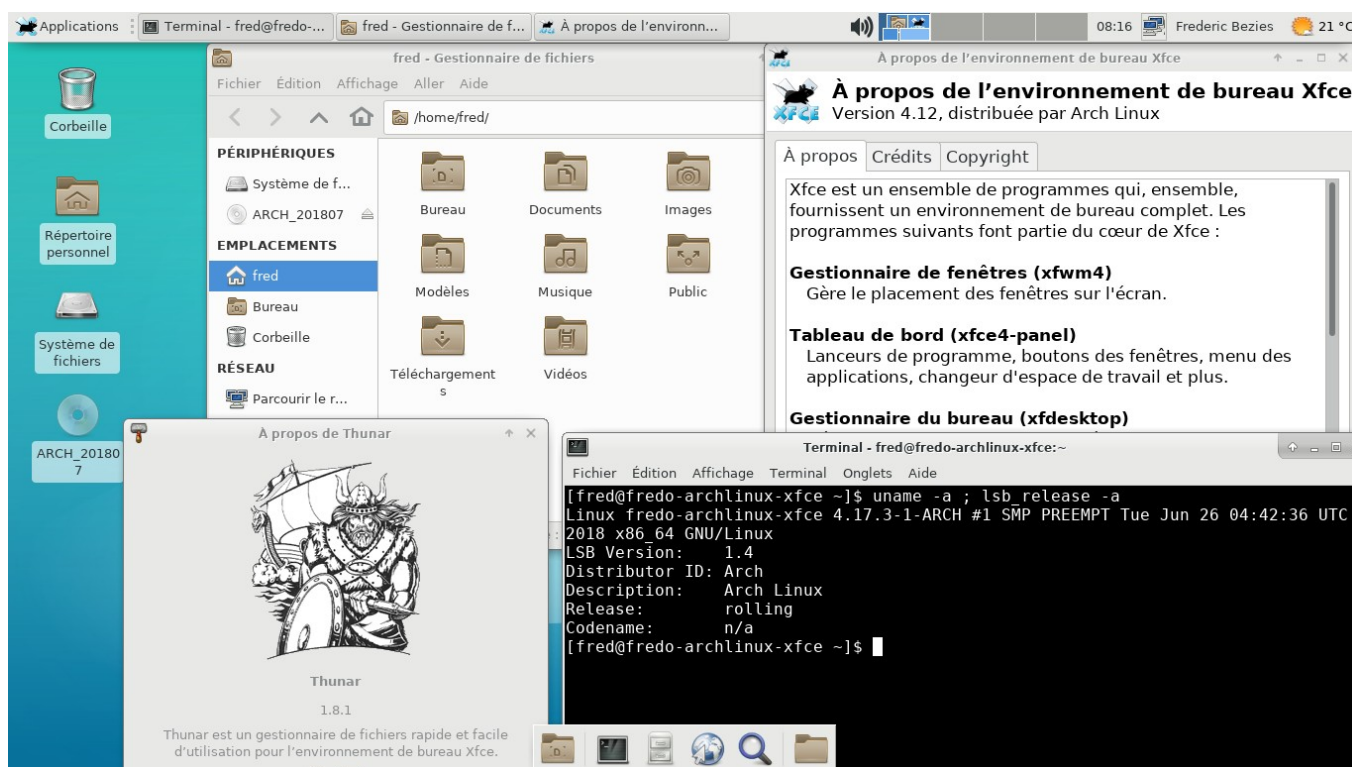 Applications
Terminal - fred@fredo-...
fred - Gestionnaire de f...
À propos de l'environn...
08:16
Frederic Bezies
21 °C
Corbeille
Répertoire
personnel
Système de
fichiers
ARCH_20180
7
fred - Gestionnaire de fichiers
Fichier Édition Affichage Aller Aide
/home/fred/
PÉRIPHÉRIQUES
Système de f...
ARCH_201807
EMPLACEMENTS
fred
Bureau
Corbeille
RÉSEAU
Parcourir le r...
Bureau
Documents
Images
Modèles
Musique
Public
Téléchargement
s
Vidéos
À propos de l'environnement de bureau Xfce
XFCE
À propos de l'environnement de bureau Xfce
Version 4.12, distribuée par Arch Linux
À propos
Crédits
Copyright
Xfce est un ensemble de programmes qui, ensemble,
fournissent un environnement de bureau complet. Les
programmes suivants font partie du cœur de Xfce :
Gestionnaire de fenêtres (xfwm4)
Gère le placement des fenêtres sur l'écran.
Tableau de bord (xfce4-panel)
Lanceurs de programme, boutons des fenêtres, menu des
applications, changeur d'espace de travail et plus.
Gestionnaire du bureau (xfdesktop)
À propos de Thunar
Thunar
1.8.1
Thunar est un gestionnaire de fichiers rapide et facile
d'utilisation pour l'environnement de bureau Xfce.
Terminal - fred@fredo-archlinux-xfce:~
Fichier Édition Affichage Terminal Onglets Aide
[fred@fredo-archlinux-xfce ~]$ uname -a ; lsb_release -a
Linux fredo-archlinux-xfce 4.17.3-1-ARCH #1 SMP PREEMPT Tue Jun 26 04:42:36 UTC
2018 x86_64 GNU/Linux
LSB Version: 1.4
Distributor ID: Arch
Description: Arch Linux
Release: rolling
Codename: n/a
[fred@fredo-archlinux-xfce ~]$